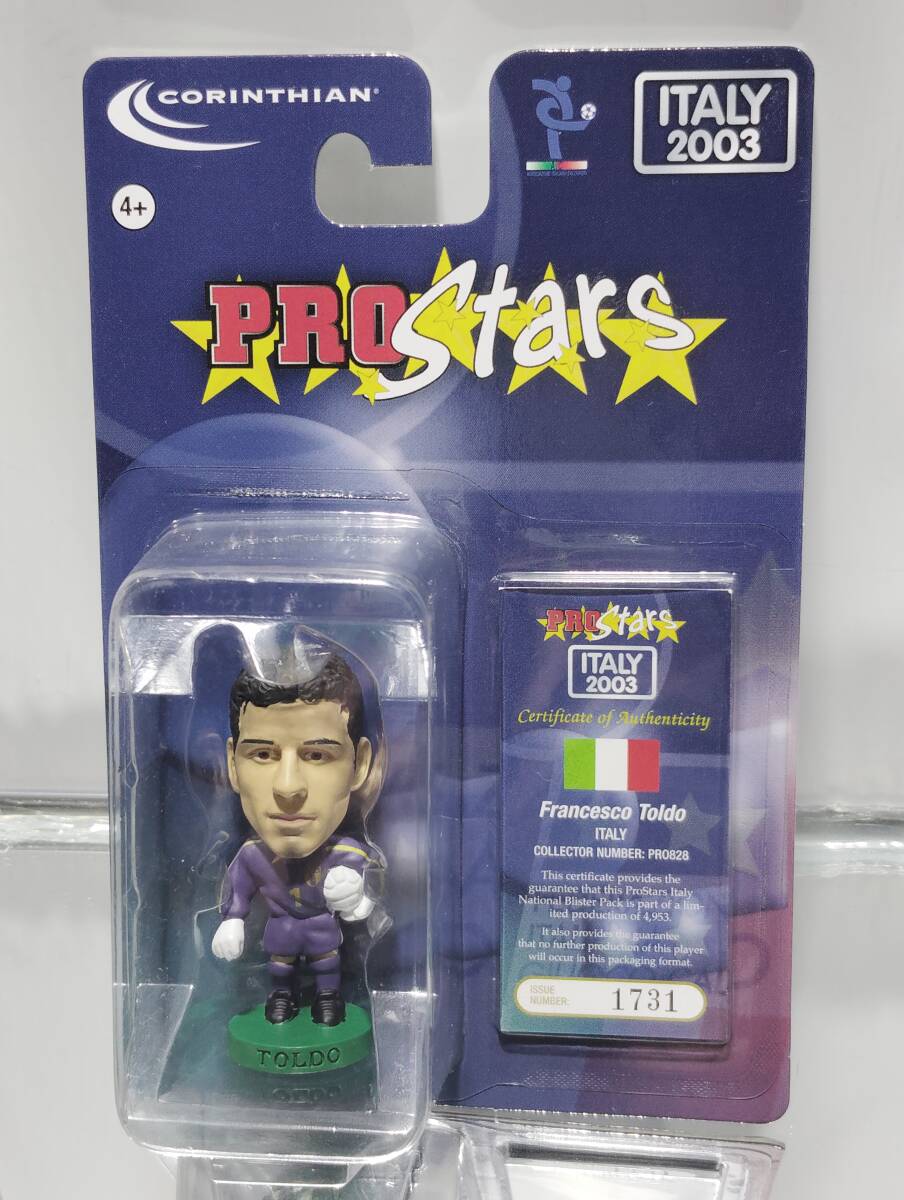 CORINTHIAN
ITALY
2003
4+
PROStars
PROStars
ITALY
2003
Certificate of Authenticity
Francesco Toldo
ITALY
COLLECTOR NUMBER: PRO828
This certificate provides the
guarantee that this ProStars Italy
National Blister Pack is part of a lim-
ited production of 4,953.
It also provides the guarantee
that no further production of this player
will occur in this packaging format.
ISSUE
NUMBER:
1731
1
TOLDO